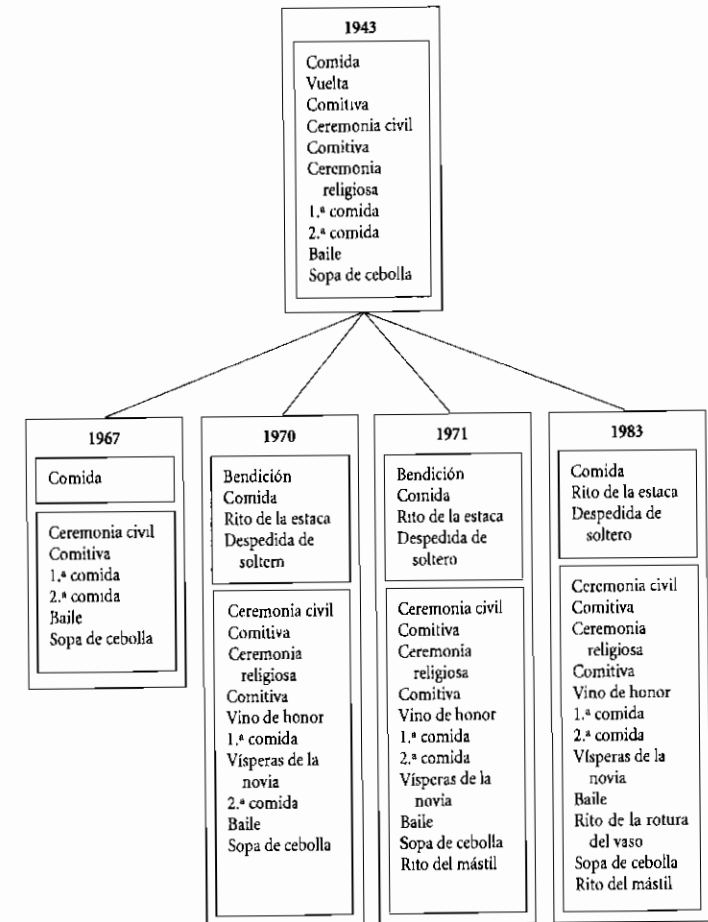 1943
Comida
Vuelta
Comitiva
Ceremonia civil
Comitiva
Ceremonia
religiosa
1.ª comida
2.ª comida
Baile
Sopa de cebolla
1967
Comida
Ceremonia civil
Comitiva
1.ª comida
2.ª comida
Baile
Sopa de cebolla
1970
Bendición
Comida
Rito de la estaca
Despedida de
soltero
Ceremonia civil
Comitiva
Ceremonia
religiosa
Comitiva
Vino de honor
1.ª comida
Vísperas de la
novia
2.ª comida
Baile
Sopa de cebolla
1971
Bendición
Comida
Rito de la estaca
Despedida de
soltero
Ceremonia civil
Comitiva
Ceremonia
religiosa
Comitiva
Vino de honor
1.ª comida
2.ª comida
Vísperas de la
novia
Baile
Sopa de cebolla
Rito del mástil
1983
Comida
Rito de la estaca
Despedida de
soltero
Ceremonia civil
Comitiva
Ceremonia
religiosa
Comitiva
Vino de honor
1.ª comida
2.ª comida
Vísperas de la
novia
Baile
Rito de la rotura
del vaso
Sopa de cebolla
Rito del mástil